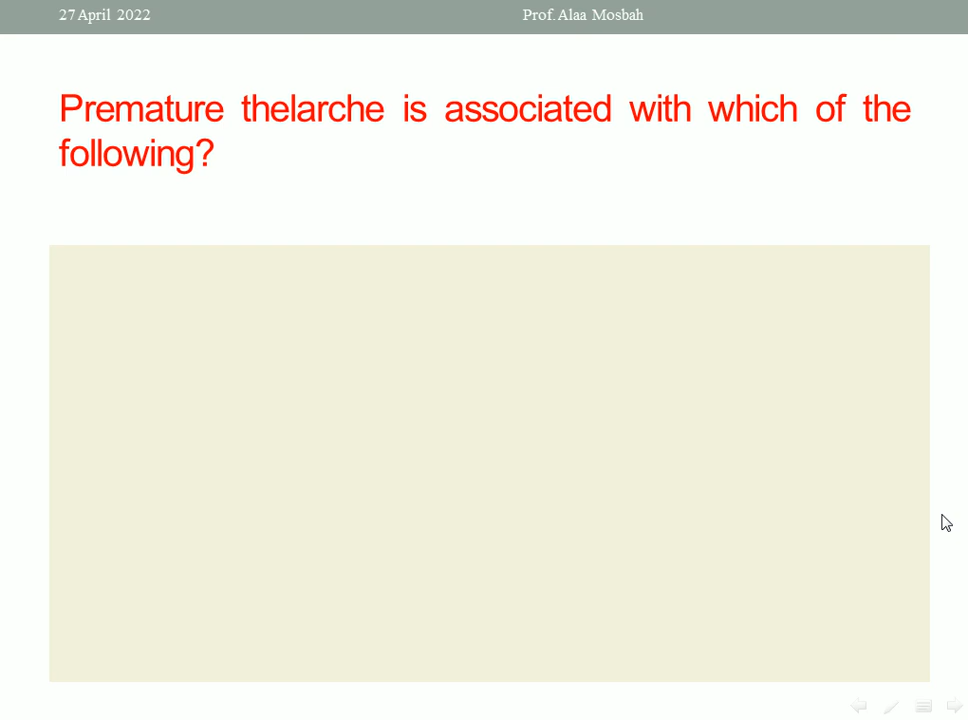 27 April 2022 Prof. Alaa Mosbah
Premature thelarche is associated with which of the
following?